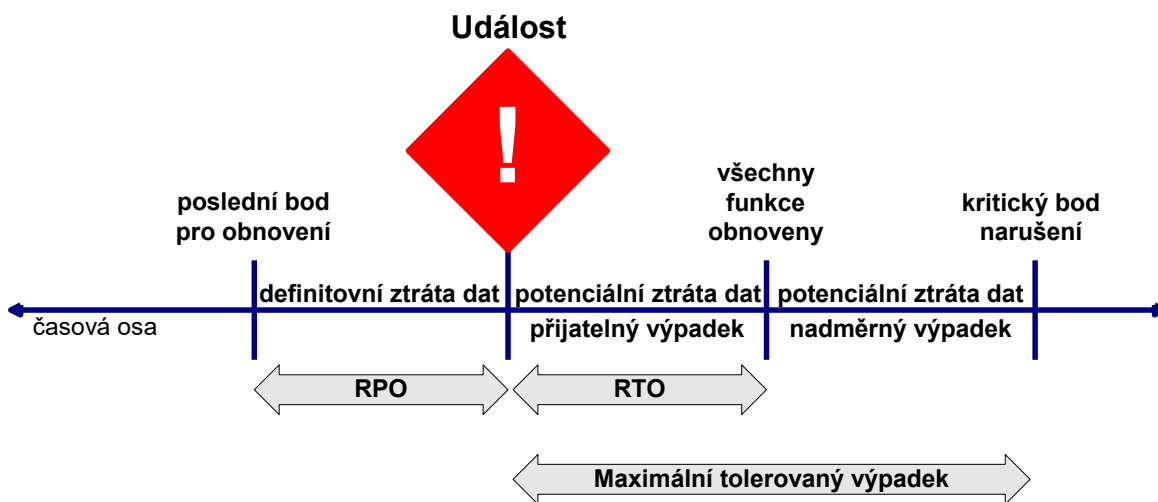 Událost
!
poslední bod
pro obnovení
všechny
funkce
obnoveny
kritický bod
narušení
definitovní ztráta dat
potenciální ztráta dat
potenciální ztráta dat
časová osa
přijatelný výpadek
nadměrný výpadek
RPO
RTO
Maximální tolerovaný výpadek